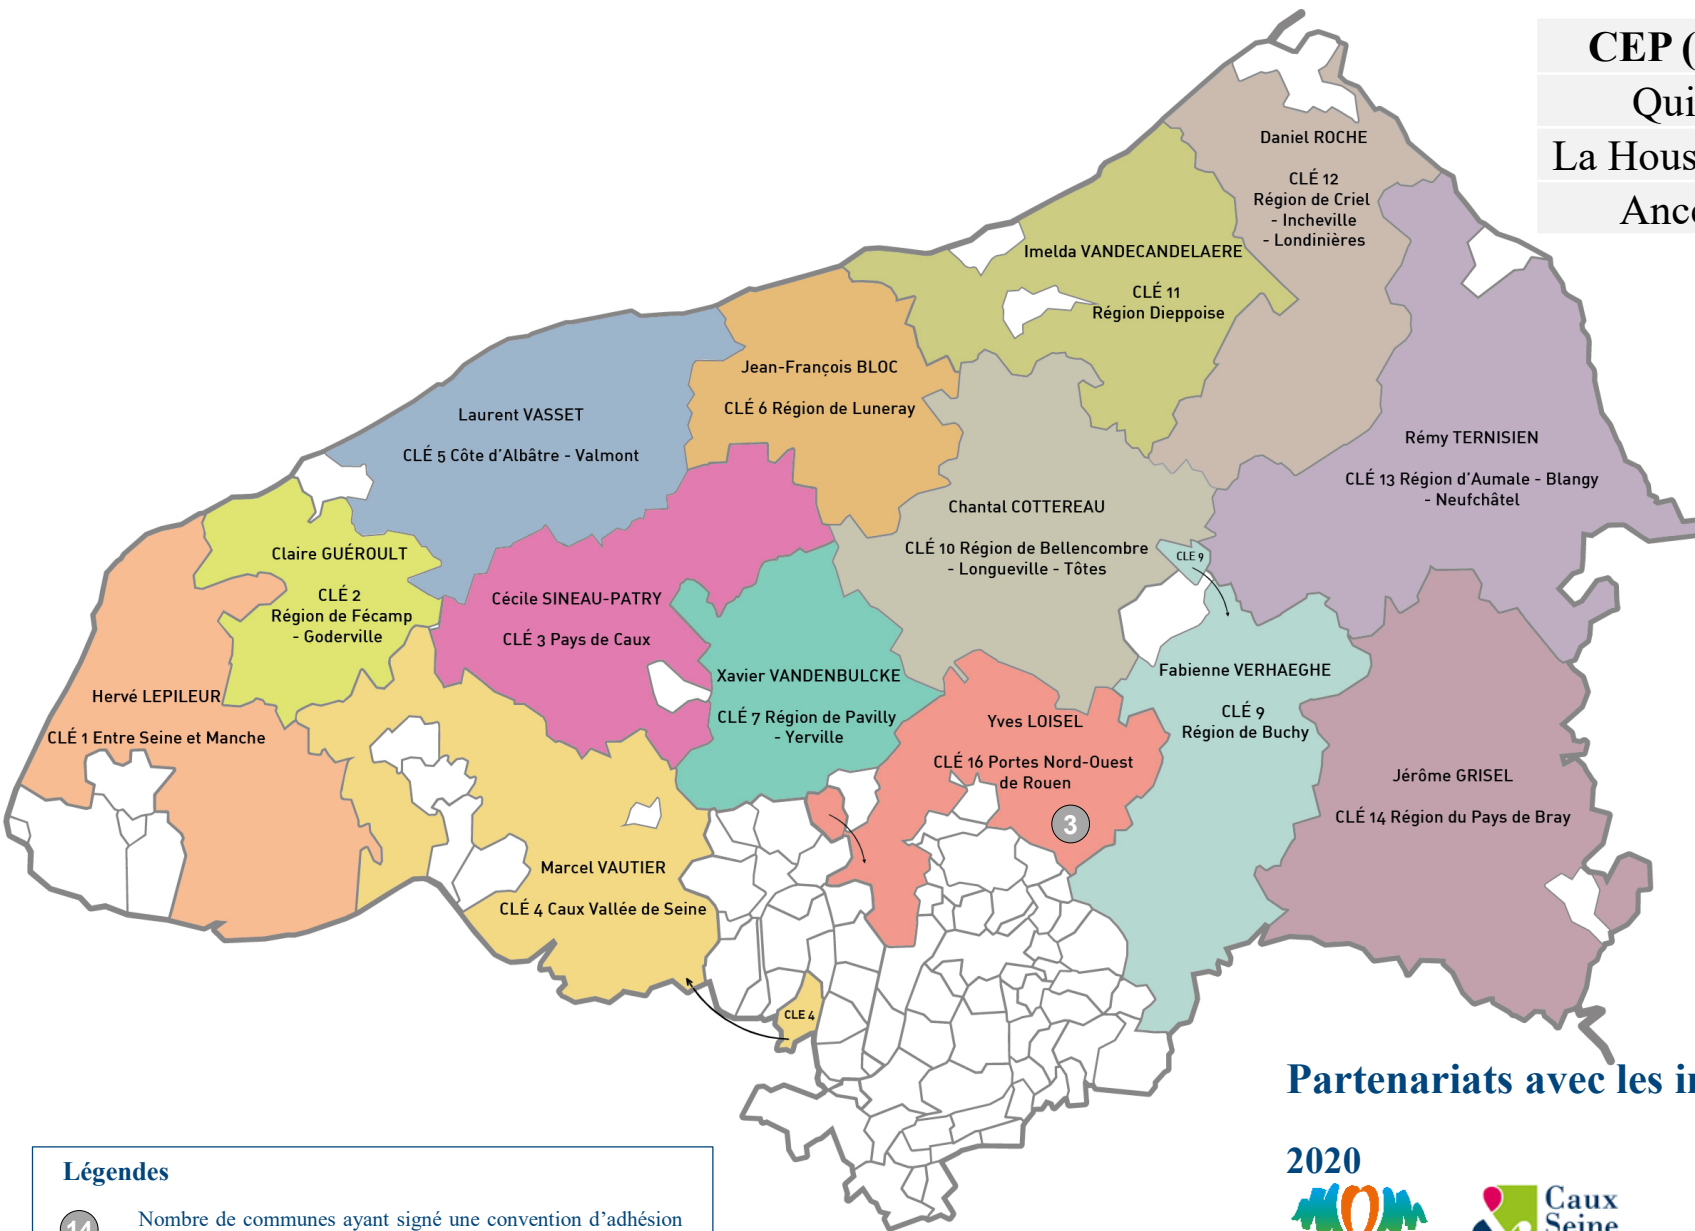 CEP (
Qui
La Hous
Anc
Daniel ROCHE
CLÉ 12
Région de Criel
- Incheville
- Londinières
Imelda VANDECANDELAERE
CLÉ 11
Région Dieppoise
Jean-François BLOC
CLÉ 6 Région de Luneray
Laurent VASSET
CLÉ 5 Côte d'Albâtre - Valmont
Rémy TERNISIEN
CLÉ 13 Région d'Aumale - Blangy
- Neufchâtel
Chantal COTTEREAU
CLÉ 10 Région de Bellencombre
- Longueville - Tôtes
CLE 9
Claire GUÉROULT
CLÉ 2
Région de Fécamp
- Goderville
Cécile SINEAU-PATRY
CLÉ 3 Pays de Caux
Xavier VANDENBULCKE
CLÉ 7 Région de Pavilly
- Yerville
Fabienne VERHAEGHE
CLÉ 9
Région de Buchy
Hervé LEPILEUR
CLÉ 1 Entre Seine et Manche
Yves LOISEL
CLÉ 16 Portes Nord-Ouest
de Rouen
3
Jérôme GRISEL
CLÉ 14 Région du Pays de Bray
Marcel VAUTIER
CLÉ 4 Caux Vallée de Seine
CLE 4
Partenariats avec les i
2020
Caux
Seine
Légendes
14
Nombre de communes ayant signé une convention d'adhésion